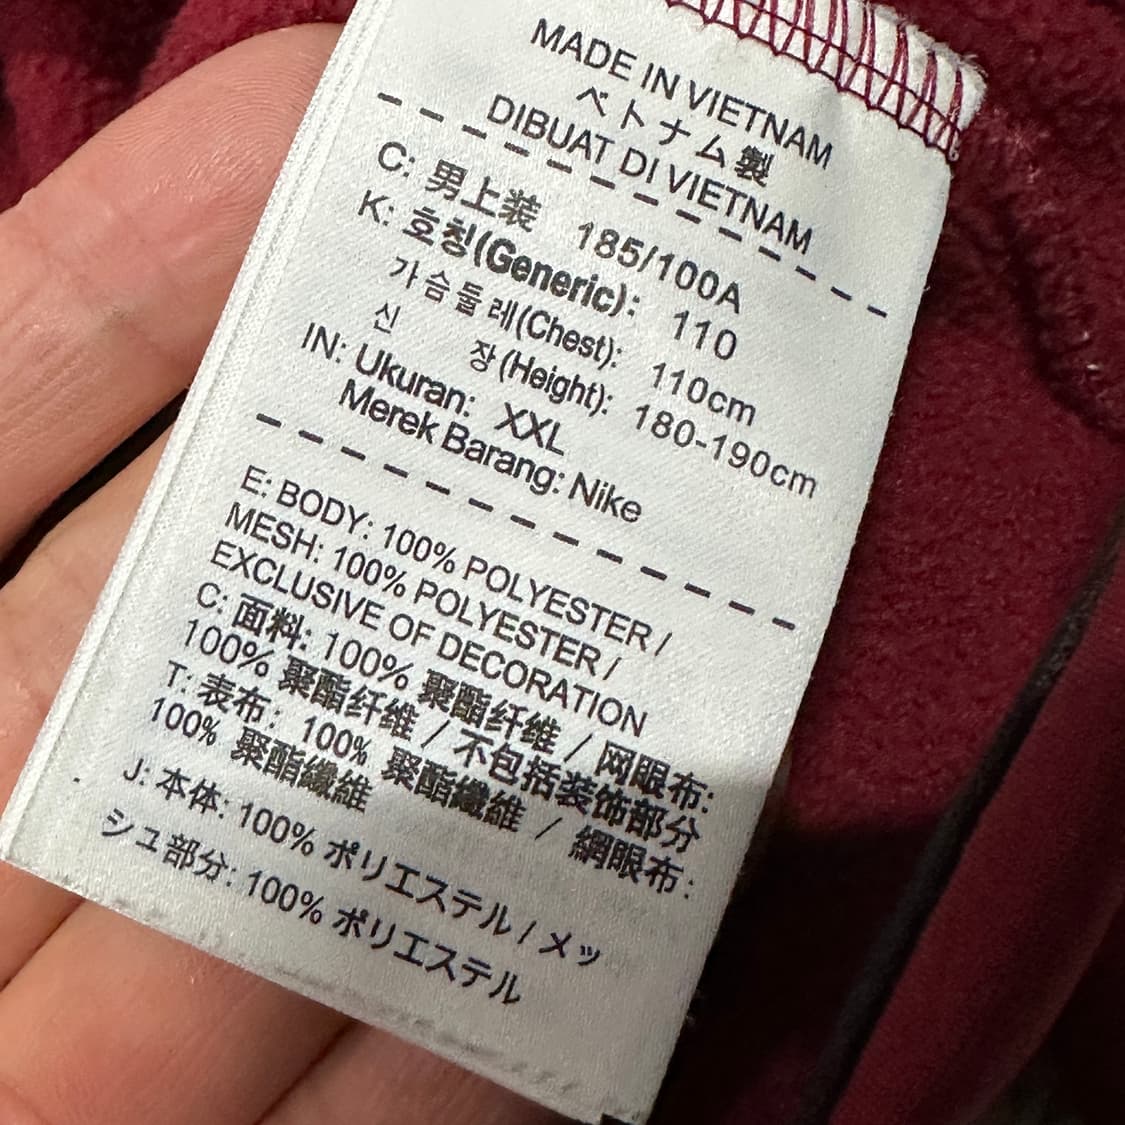 MADE IN VIETNAM
ベトナム製
DIBUAT DI VIETNAM
C: 男上装 185/100A
K: 호칭(Generic): 110
가슴둘레(Chest): 110cm
신 장(Height): 180-190cm
IN: Ukuran: XXL
Merek Barang: Nike
E: BODY: 100% POLYESTER /
MESH: 100% POLYESTER /
EXCLUSIVE OF DECORATION
C: 面料: 100% 聚酯纤维 / 网眼布:
100% 聚酯纤维 / 不包括装饰部分
T: 表布: 100% 聚酯纖維 / 網眼布:
100% 聚酯纖維
J: 本体: 100% ポリエステル / メッ
シュ部分: 100% ポリエステル